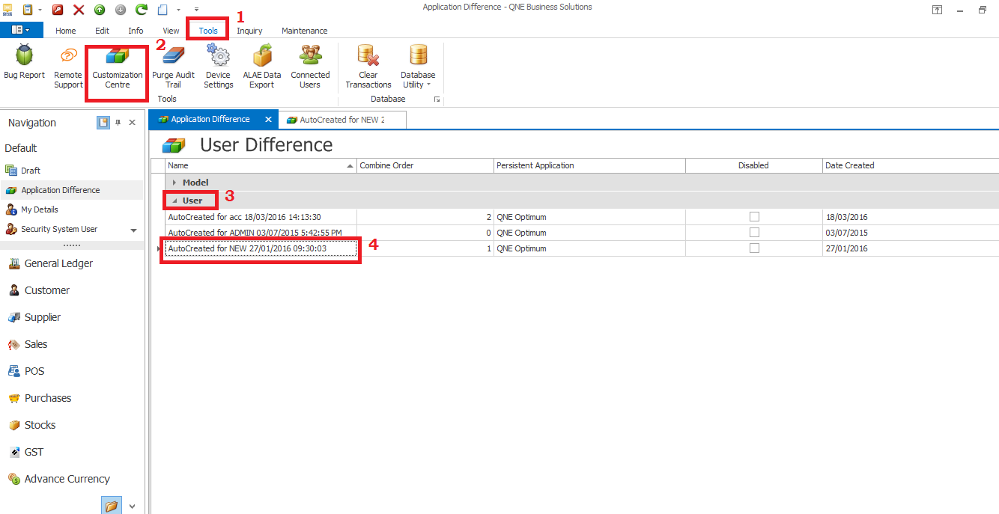 Application Difference - QNE Business Solutions
1
Home Edit Info View Tools Inquiry Maintenance
2
Bug Report
Remote Support
Customization Centre
Purge Audit Trail
Device Settings
ALAE Data Export
Connected Users
Clear Transactions
Database Utility
Tools
Database
Navigation
Default
Draft
Application Difference
My Details
Security System User
General Ledger
Customer
Supplier
Sales
POS
Purchases
Stocks
GST
Advance Currency
Application Difference
AutoCreated for NEW 2
User Difference
Name Combine Order Persistent Application Disabled Date Created
Model
User
3
AutoCreated for acc 18/03/2016 14:13:30 2 QNE Optimum 18/03/2016
AutoCreated for ADMIN 03/07/2015 5:42:55 PM 0 QNE Optimum 03/07/2015
AutoCreated for NEW 27/01/2016 09:30:03 1 QNE Optimum 27/01/2016
4